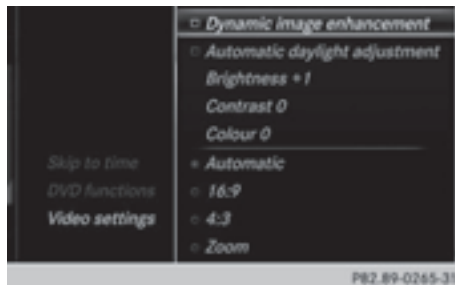 Dynamic image enhancement
Automatic daylight adjustment
Brightness +1
Contrast 0
Colour 0
Automatic
16:9
4:3
Zoom
Skip to time
DVD functions
Video settings
P82.89-0265-31